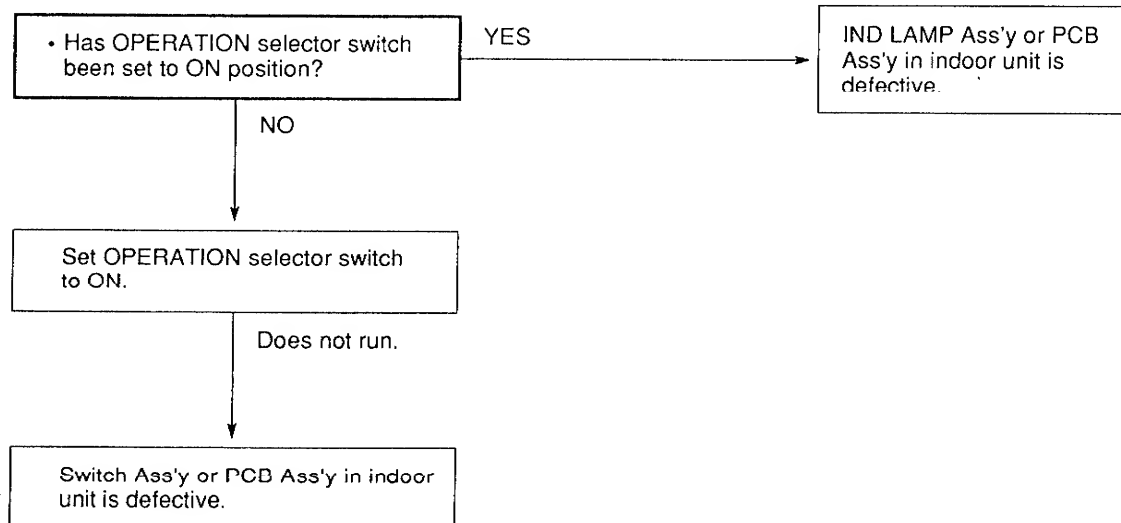 • Has OPERATION selector switch
been set to ON position?
YES
IND LAMP Ass'y or PCB
Ass'y in indoor unit is
defective.
NO
Set OPERATION selector switch
to ON.
Does not run.
Switch Ass'y or PCB Ass'y in indoor
unit is defective.